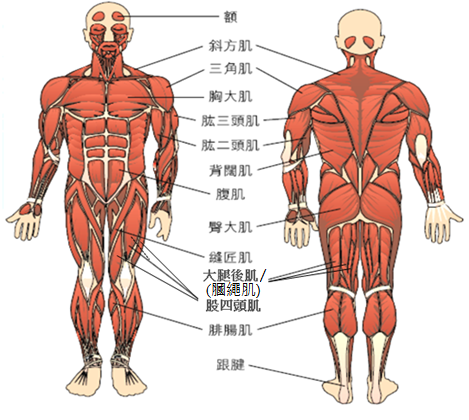 額
斜方肌
三角肌
胸大肌
肱三頭肌
肱二頭肌
背闊肌
腹肌
臀大肌
縫匠肌
大腿後肌/
(膕繩肌)
股四頭肌
腓腸肌
跟腱